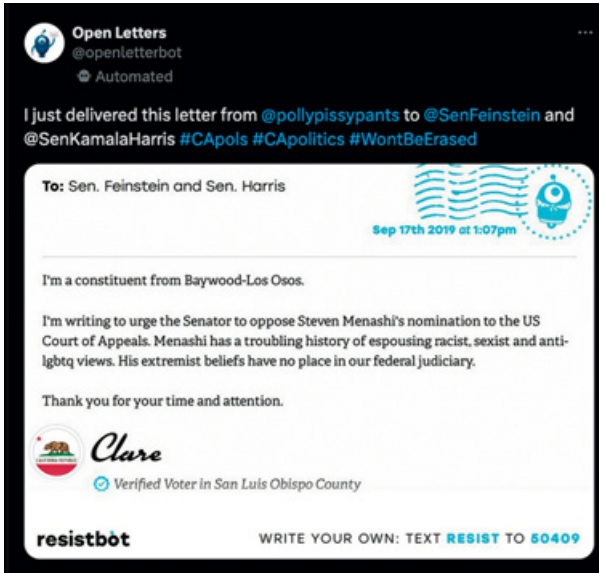 Open Letters
@openletterbot
Automated
I just delivered this letter from @pollypissypants to @SenFeinstein and
@SenKamalaHarris #CApols #CApolitics #WontBeErased
To: Sen. Feinstein and Sen. Harris
Sep 17th 2019 at 1:07pm
I'm a constituent from Baywood-Los Osos.
I'm writing to urge the Senator to oppose Steven Menashi's nomination to the US
Court of Appeals. Menashi has a troubling history of espousing racist, sexist and anti-
lgbtq views. His extremist beliefs have no place in our federal judiciary.
Thank you for your time and attention.
CALIFORNIA REPUBLIC
Clare
Verified Voter in San Luis Obispo County
resistbot
WRITE YOUR OWN: TEXT RESIST TO 50409